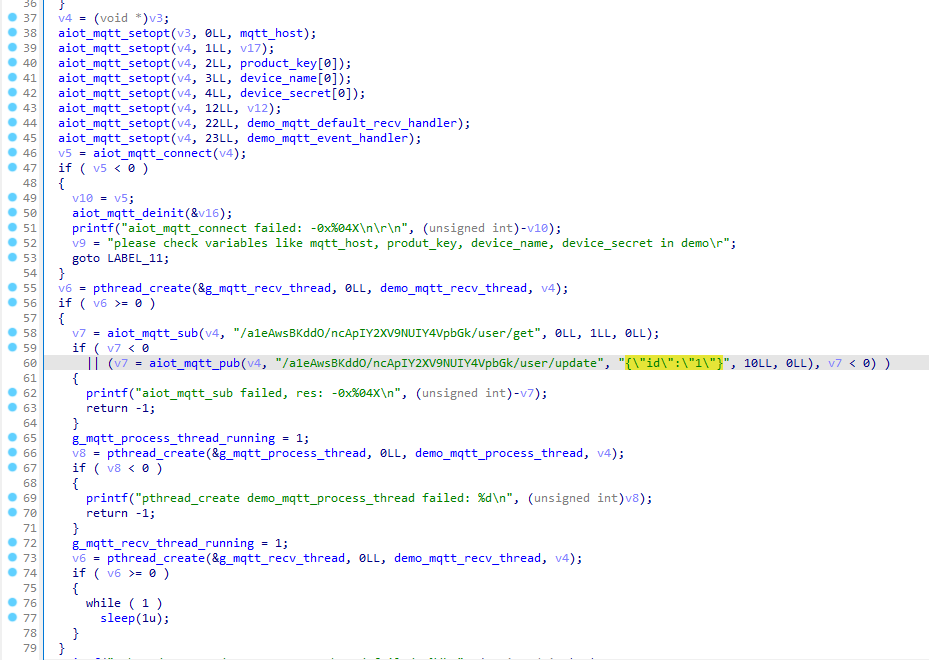 36 }
37 v4 = (void *)v3;
38 aiot_mqtt_setopt(v3, 0LL, mqtt_host);
39 aiot_mqtt_setopt(v4, 1LL, v17);
40 aiot_mqtt_setopt(v4, 2LL, product_key[0]);
41 aiot_mqtt_setopt(v4, 3LL, device_name[0]);
42 aiot_mqtt_setopt(v4, 4LL, device_secret[0]);
43 aiot_mqtt_setopt(v4, 12LL, v12);
44 aiot_mqtt_setopt(v4, 22LL, demo_mqtt_default_recv_handler);
45 aiot_mqtt_setopt(v4, 23LL, demo_mqtt_event_handler);
46 v5 = aiot_mqtt_connect(v4);
47 if ( v5 < 0 )
48 {
49 v10 = v5;
50 aiot_mqtt_deinit(&v16);
51 printf("aiot_mqtt_connect failed: -0x%04X\n\r\n", (unsigned int)-v10);
52 v9 = "please check variables like mqtt_host, produt_key, device_name, device_secret in demo\r";
53 goto LABEL_11;
54 }
55 v6 = pthread_create(&g_mqtt_recv_thread, 0LL, demo_mqtt_recv_thread, v4);
56 if ( v6 >= 0 )
57 {
58 v7 = aiot_mqtt_sub(v4, "/a1eAwsBKddO/ncApIY2XV9NUIY4VpbGk/user/get", 0LL, 1LL, 0LL);
59 if ( v7 < 0
60 || (v7 = aiot_mqtt_pub(v4, "/a1eAwsBKddO/ncApIY2XV9NUIY4VpbGk/user/update", "{\"id\":\"1\"}", 10LL, 0LL), v7 < 0) )
61 {
62 printf("aiot_mqtt_sub failed, res: -0x%04X\n", (unsigned int)-v7);
63 return -1;
64 }
65 g_mqtt_process_thread_running = 1;
66 v8 = pthread_create(&g_mqtt_process_thread, 0LL, demo_mqtt_process_thread, v4);
67 if ( v8 < 0 )
68 {
69 printf("pthread_create demo_mqtt_process_thread failed: %d\n", (unsigned int)v8);
70 return -1;
71 }
72 g_mqtt_recv_thread_running = 1;
73 v6 = pthread_create(&g_mqtt_recv_thread, 0LL, demo_mqtt_recv_thread, v4);
74 if ( v6 >= 0 )
75 {
76 while ( 1 )
77 sleep(1u);
78 }
79 }